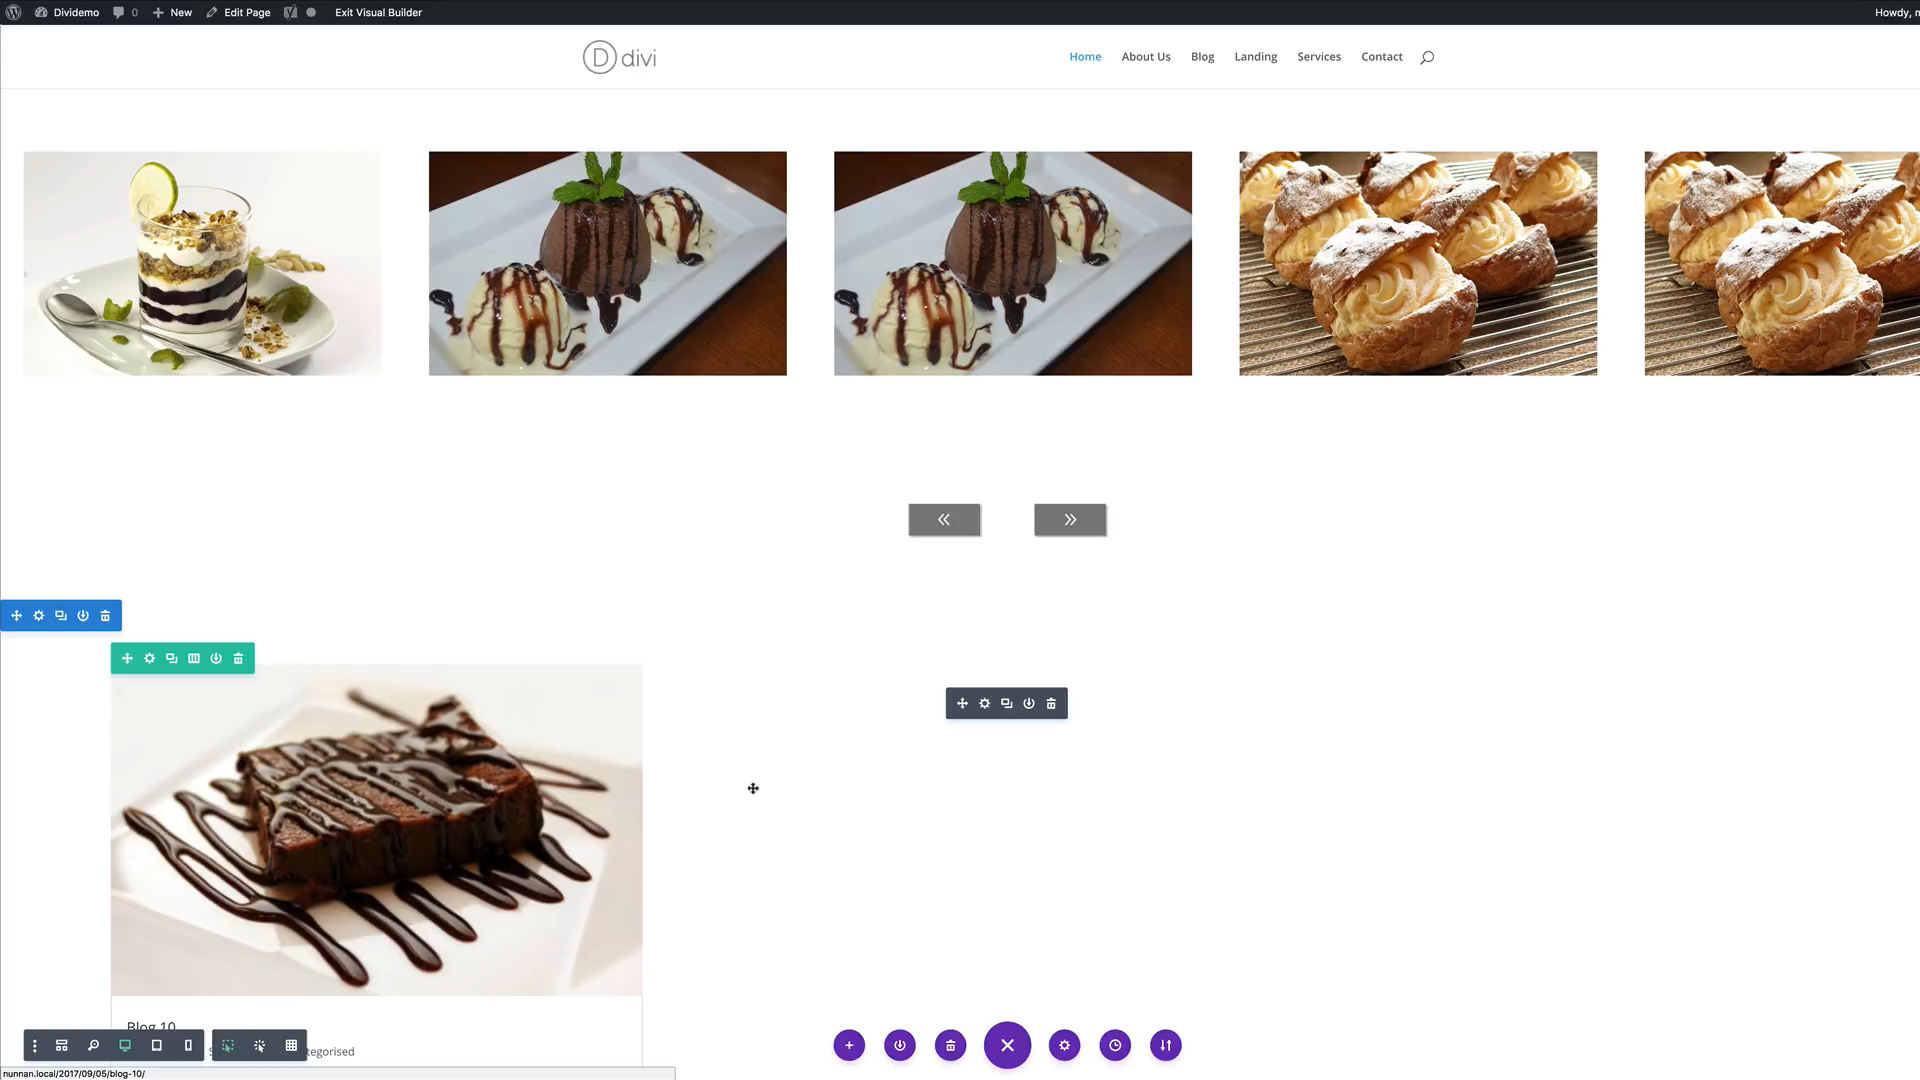 Dividemo 0 New Edit Page Exit Visual Builder Howdy, m
D divi Home About Us Blog Landing Services Contact
Blog 10
tegorised
nunnan.local/2017/09/05/blog-10/